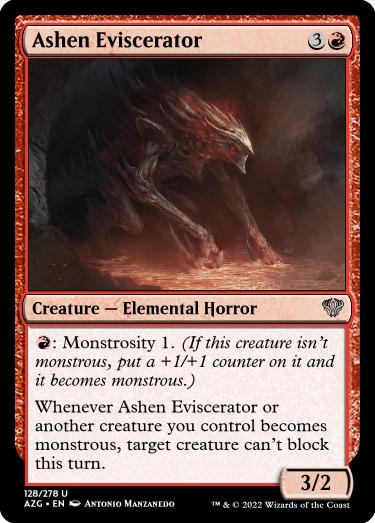 Ashen Eviscerator 3
Creature — Elemental Horror
: Monstrosity 1. (If this creature isn't
monstrous, put a +1/+1 counter on it and
it becomes monstrous.)
Whenever Ashen Eviscerator or
another creature you control becomes
monstrous, target creature can't block
this turn.
3/2
128/278 U
AZG • EN Antonio Manzanedo ™ & © 2022 Wizards of the Coast